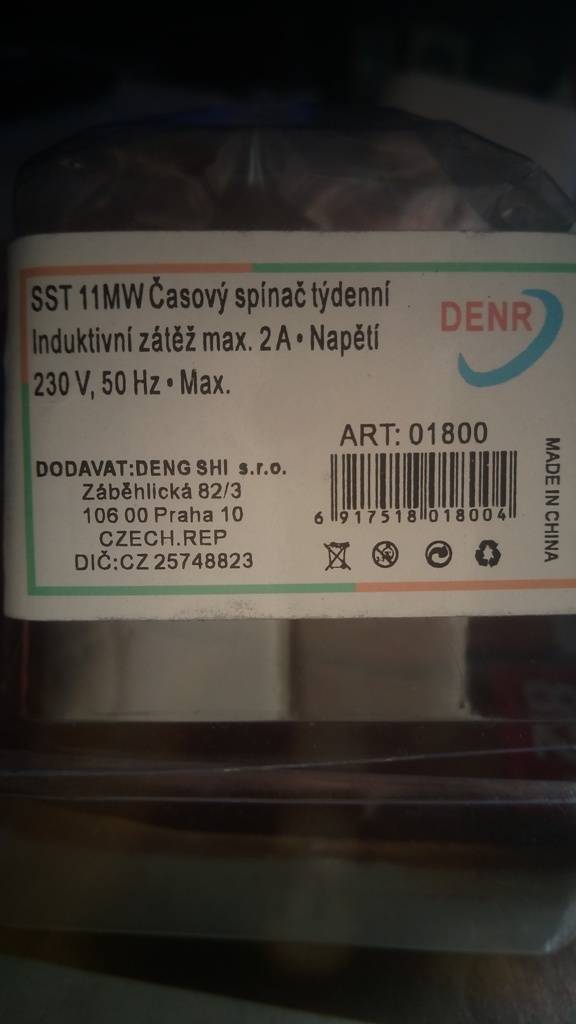 SST 11MW Časový spínač týdenní
Induktivní zátěž max. 2 A • Napětí
230 V, 50 Hz • Max.
DENR
ART: 01800
DODAVAT:DENG SHI s.r.o.
Záběhlická 82/3
106 00 Praha 10
CZECH.REP
DIČ:CZ 25748823
6 917518 018004
MADE IN CHINA